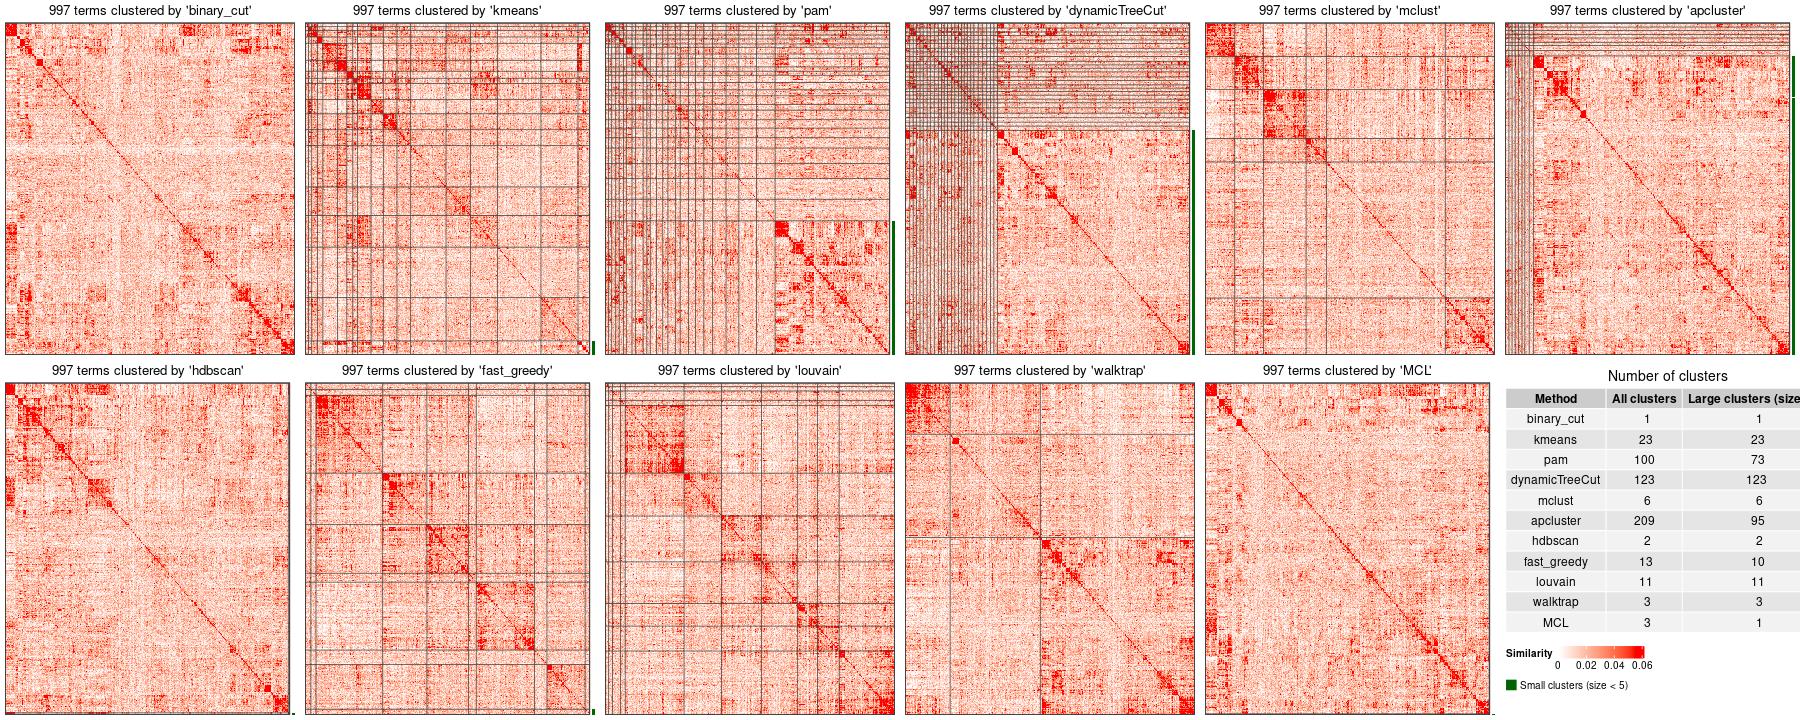 997 terms clustered by 'binary_cut'
997 terms clustered by 'kmeans'
997 terms clustered by 'pam'
997 terms clustered by 'dynamicTreeCut'
997 terms clustered by 'mclust'
997 terms clustered by 'apcluster'
997 terms clustered by 'hdbscan'
997 terms clustered by 'fast_greedy'
997 terms clustered by 'louvain'
997 terms clustered by 'walktrap'
997 terms clustered by 'MCL'
Number of clusters
Method All clusters Large clusters (size
binary_cut 1 1
kmeans 23 23
pam 100 73
dynamicTreeCut 123 123
mclust 6 6
apcluster 209 95
hdbscan 2 2
fast_greedy 13 10
louvain 11 11
walktrap 3 3
MCL 3 1
Similarity
0 0.02 0.04 0.06
Small clusters (size < 5)